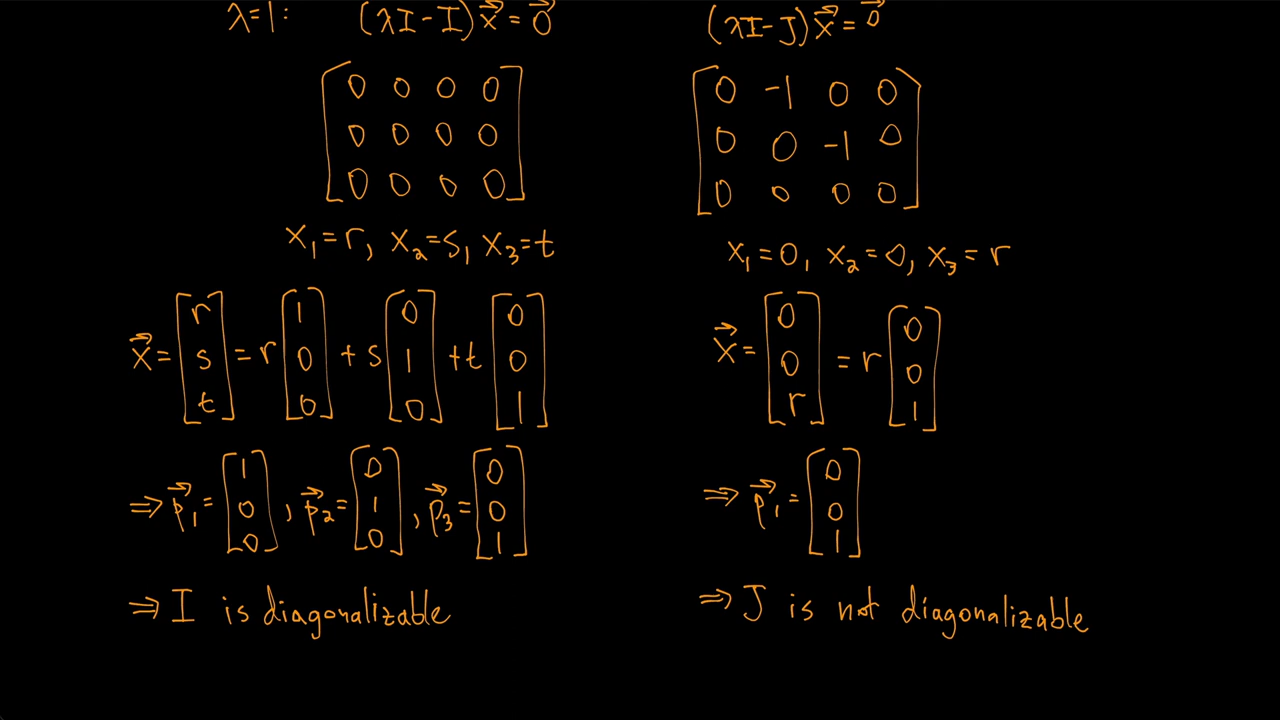 λ=1: (λI-I)x⃗=0⃗ (λI-J)x⃗=0⃗
[0 0 0 0] [0 -1 0 0]
[0 0 0 0] [0 0 -1 0]
[0 0 0 0] [0 0 0 0]
x₁=r, x₂=s, x₃=t x₁=0, x₂=0, x₃=r
x⃗=[r s t]=r[1 0 0]+s[0 1 0]+t[0 0 1] x⃗=[0 0 r]=r[0 0 1]
⇒p⃗₁=[1 0 0], p⃗₂=[0 1 0], p⃗₃=[0 0 1] ⇒p⃗₁=[0 0 1]
⇒ I is diagonalizable ⇒ J is not diagonalizable